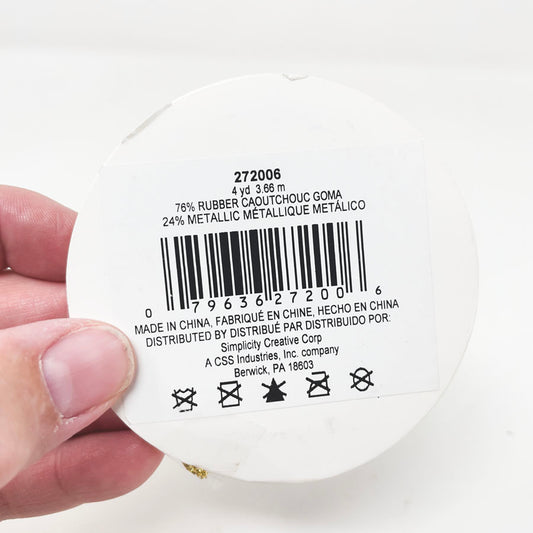 272006
4 yd 3.66 m
76% RUBBER CAOUTCHOUC GOMA
24% METALLIC MÉTALLIQUE METÁLICO
0 79636 27200 6
MADE IN CHINA, FABRIQUÉ EN CHINE, HECHO EN CHINA
DISTRIBUTED BY DISTRIBUÉ PAR DISTRIBUIDO POR:
Simplicity Creative Corp
A CSS Industries, Inc. company
Berwick, PA 18603